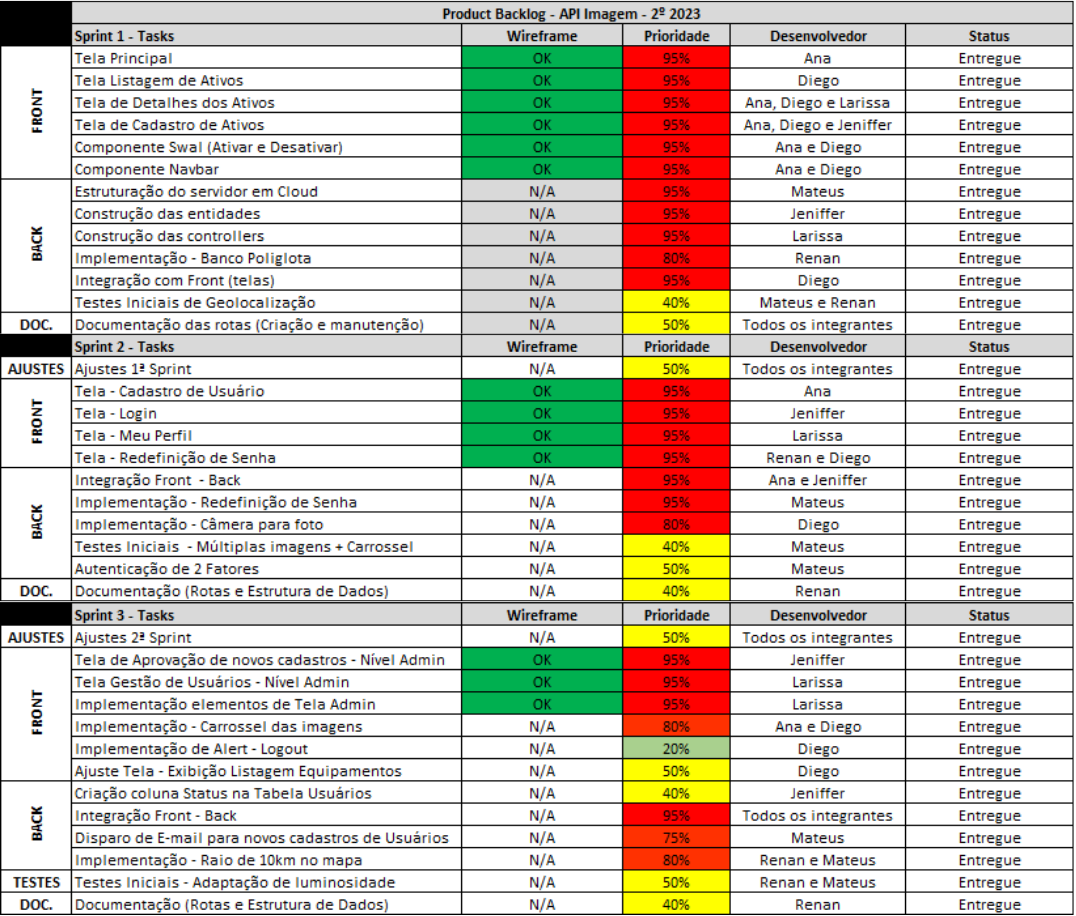 Product Backlog - API Imagem - 2º 2023
Sprint 1 - Tasks Wireframe Prioridade Desenvolvedor Status
FRONT
Tela Principal OK 95% Ana Entregue
Tela Listagem de Ativos OK 95% Diego Entregue
Tela de Detalhes dos Ativos OK 95% Ana, Diego e Larissa Entregue
Tela de Cadastro de Ativos OK 95% Ana, Diego e Jeniffer Entregue
Componente Swal (Ativar e Desativar) OK 95% Ana e Diego Entregue
Componente Navbar OK 95% Ana e Diego Entregue
BACK
Estruturação do servidor em Cloud N/A 95% Mateus Entregue
Construção das entidades N/A 95% Jeniffer Entregue
Construção das controllers N/A 95% Larissa Entregue
Implementação - Banco Poliglota N/A 80% Renan Entregue
Integração com Front (telas) N/A 95% Diego Entregue
Testes Iniciais de Geolocalização N/A 40% Mateus e Renan Entregue
DOC. Documentação das rotas (Criação e manutenção) N/A 50% Todos os integrantes Entregue
Sprint 2 - Tasks Wireframe Prioridade Desenvolvedor Status
AJUSTES Ajustes 1ª Sprint N/A 50% Todos os integrantes Entregue
FRONT
Tela - Cadastro de Usuário OK 95% Ana Entregue
Tela - Login OK 95% Jeniffer Entregue
Tela - Meu Perfil OK 95% Larissa Entregue
Tela - Redefinição de Senha OK 95% Renan e Diego Entregue
BACK
Integração Front - Back N/A 95% Ana e Jeniffer Entregue
Implementação - Redefinição de Senha N/A 95% Mateus Entregue
Implementação - Câmera para foto N/A 80% Diego Entregue
Testes Iniciais - Múltiplas imagens + Carrossel N/A 40% Mateus Entregue
Autenticação de 2 Fatores N/A 50% Mateus Entregue
DOC. Documentação (Rotas e Estrutura de Dados) N/A 40% Renan Entregue
Sprint 3 - Tasks Wireframe Prioridade Desenvolvedor Status
AJUSTES Ajustes 2ª Sprint N/A 50% Todos os integrantes Entregue
FRONT
Tela de Aprovação de novos cadastros - Nível Admin OK 95% Jeniffer Entregue
Tela Gestão de Usuários - Nível Admin OK 95% Larissa Entregue
Implementação elementos de Tela Admin OK 95% Larissa Entregue
Implementação - Carrossel das imagens N/A 80% Ana e Diego Entregue
Implementação de Alert - Logout N/A 20% Diego Entregue
Ajuste Tela - Exibição Listagem Equipamentos N/A 50% Diego Entregue
BACK
Criação coluna Status na Tabela Usuários N/A 40% Jeniffer Entregue
Integração Front - Back N/A 95% Todos os integrantes Entregue
Disparo de E-mail para novos cadastros de Usuários N/A 75% Mateus Entregue
Implementação - Raio de 10km no mapa N/A 80% Renan e Mateus Entregue
TESTES Testes Iniciais - Adaptação de luminosidade N/A 50% Renan e Mateus Entregue
DOC. Documentação (Rotas e Estrutura de Dados) N/A 40% Renan Entregue